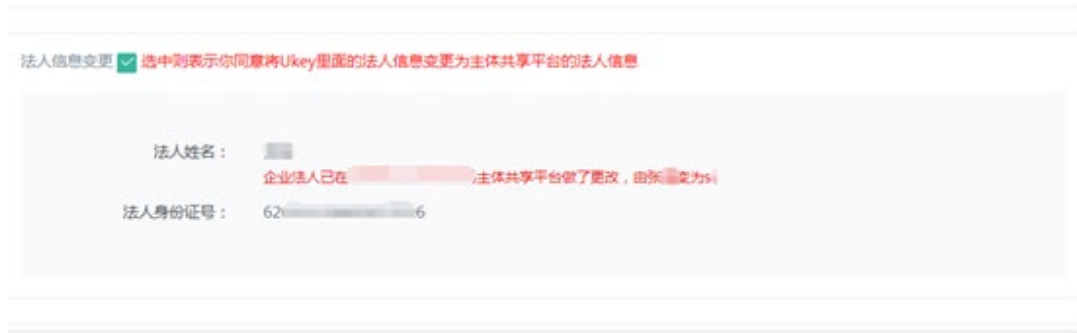 法人信息变更 选中则表示你同意将Ukey里面的法人信息变更为主体共享平台的法人信息
法人姓名：
企业法人已在 主体共享平台做了更改，由张 变为s
法人身份证号： 62 6